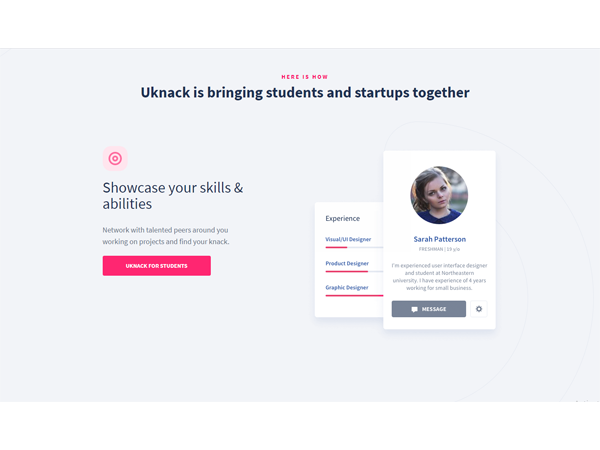 HERE IS HOW
Uknack is bringing students and startups together
Showcase your skills &
abilities
Network with talented peers around you
working on projects and find your knack.
UKNACK FOR STUDENTS
Experience
Visual/UI Designer
Product Designer
Graphic Designer
Sarah Patterson
FRESHMAN | 19 y/o
I'm experienced user interface designer
and student at Northeastern
university. I have experience of 4 years
working for small business.
MESSAGE